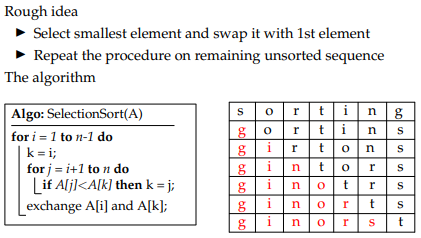 Rough idea
▶ Select smallest element and swap it with 1st element
▶ Repeat the procedure on remaining unsorted sequence
The algorithm
Algo: SelectionSort(A)
for i = 1 to n-1 do
k = i;
for j = i+1 to n do
if A[j]<A[k] then k = j;
exchange A[i] and A[k];
s o r t i n g
g o r t i n s
g i r t o n s
g i n t o r s
g i n o t r s
g i n o r t s
g i n o r s t